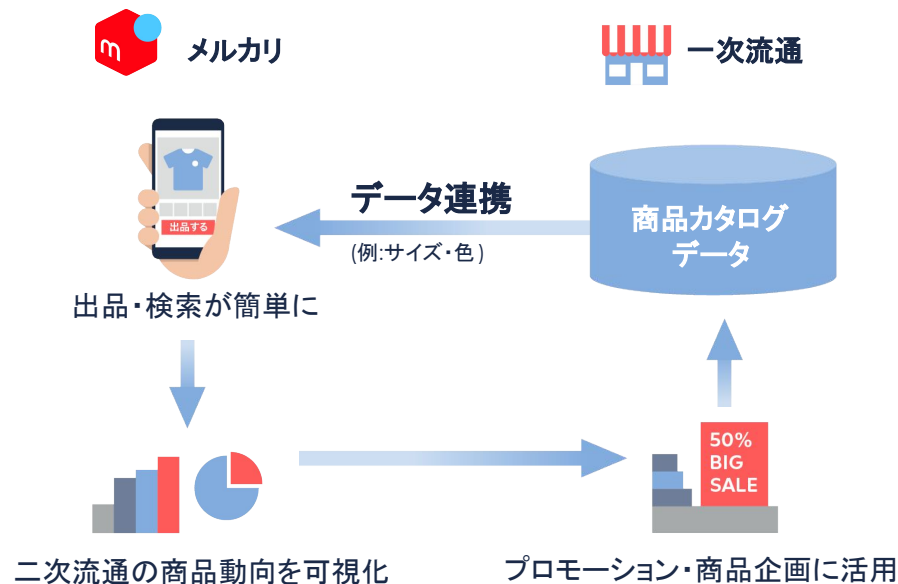 メルカリ
一次流通
データ連携
(例:サイズ・色)
商品カタログ
データ
出品する
出品・検索が簡単に
50%
BIG
SALE
二次流通の商品動向を可視化
プロモーション・商品企画に活用